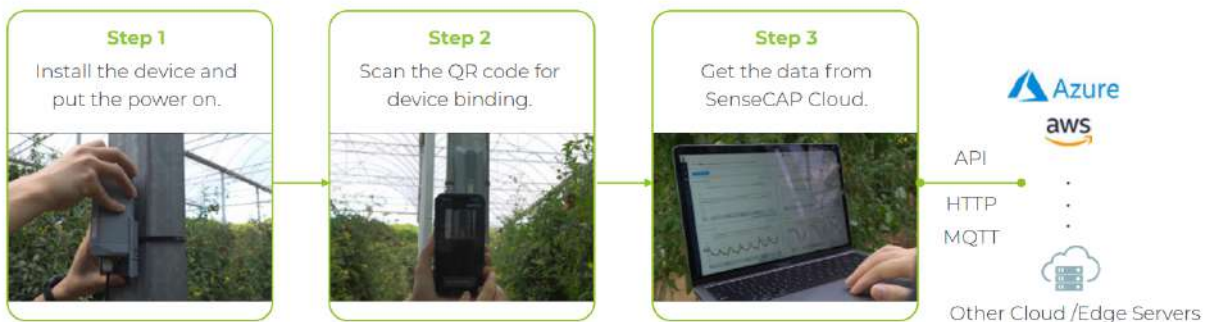 Step 1
Install the device and
put the power on.
Step 2
Scan the QR code for
device binding.
Step 3
Get the data from
SenseCAP Cloud.
Azure
aws
API
HTTP
MQTT
Other Cloud /Edge Servers